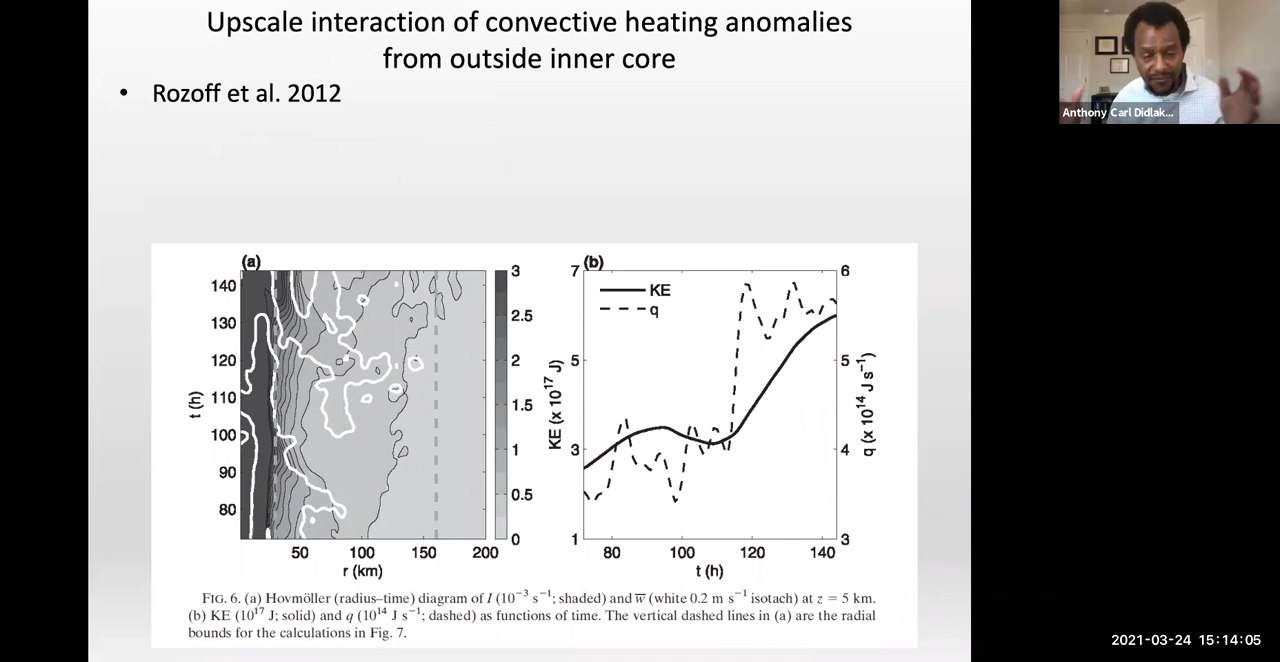 Upscale interaction of convective heating anomalies
from outside inner core
• Rozoff et al. 2012
Anthony Carl Didlak...
(a)
140
130
120
110
100
90
80
t (h)
50 100 150 200
r (km)
3
2.5
2
1.5
1
0.5
0
(b)
7
5
3
1
KE (x 10^17 J)
KE
q
6
5
4
3
q (x 10^14 J s^−1)
80 100 120 140
t (h)
FIG. 6. (a) Hovmöller (radius–time) diagram of I (10^−3 s^−1; shaded) and w̅ (white 0.2 m s^−1 isotach) at z = 5 km.
(b) KE (10^17 J; solid) and q (10^14 J s^−1; dashed) as functions of time. The vertical dashed lines in (a) are the radial
bounds for the calculations in Fig. 7.
2021-03-24 15:14:05